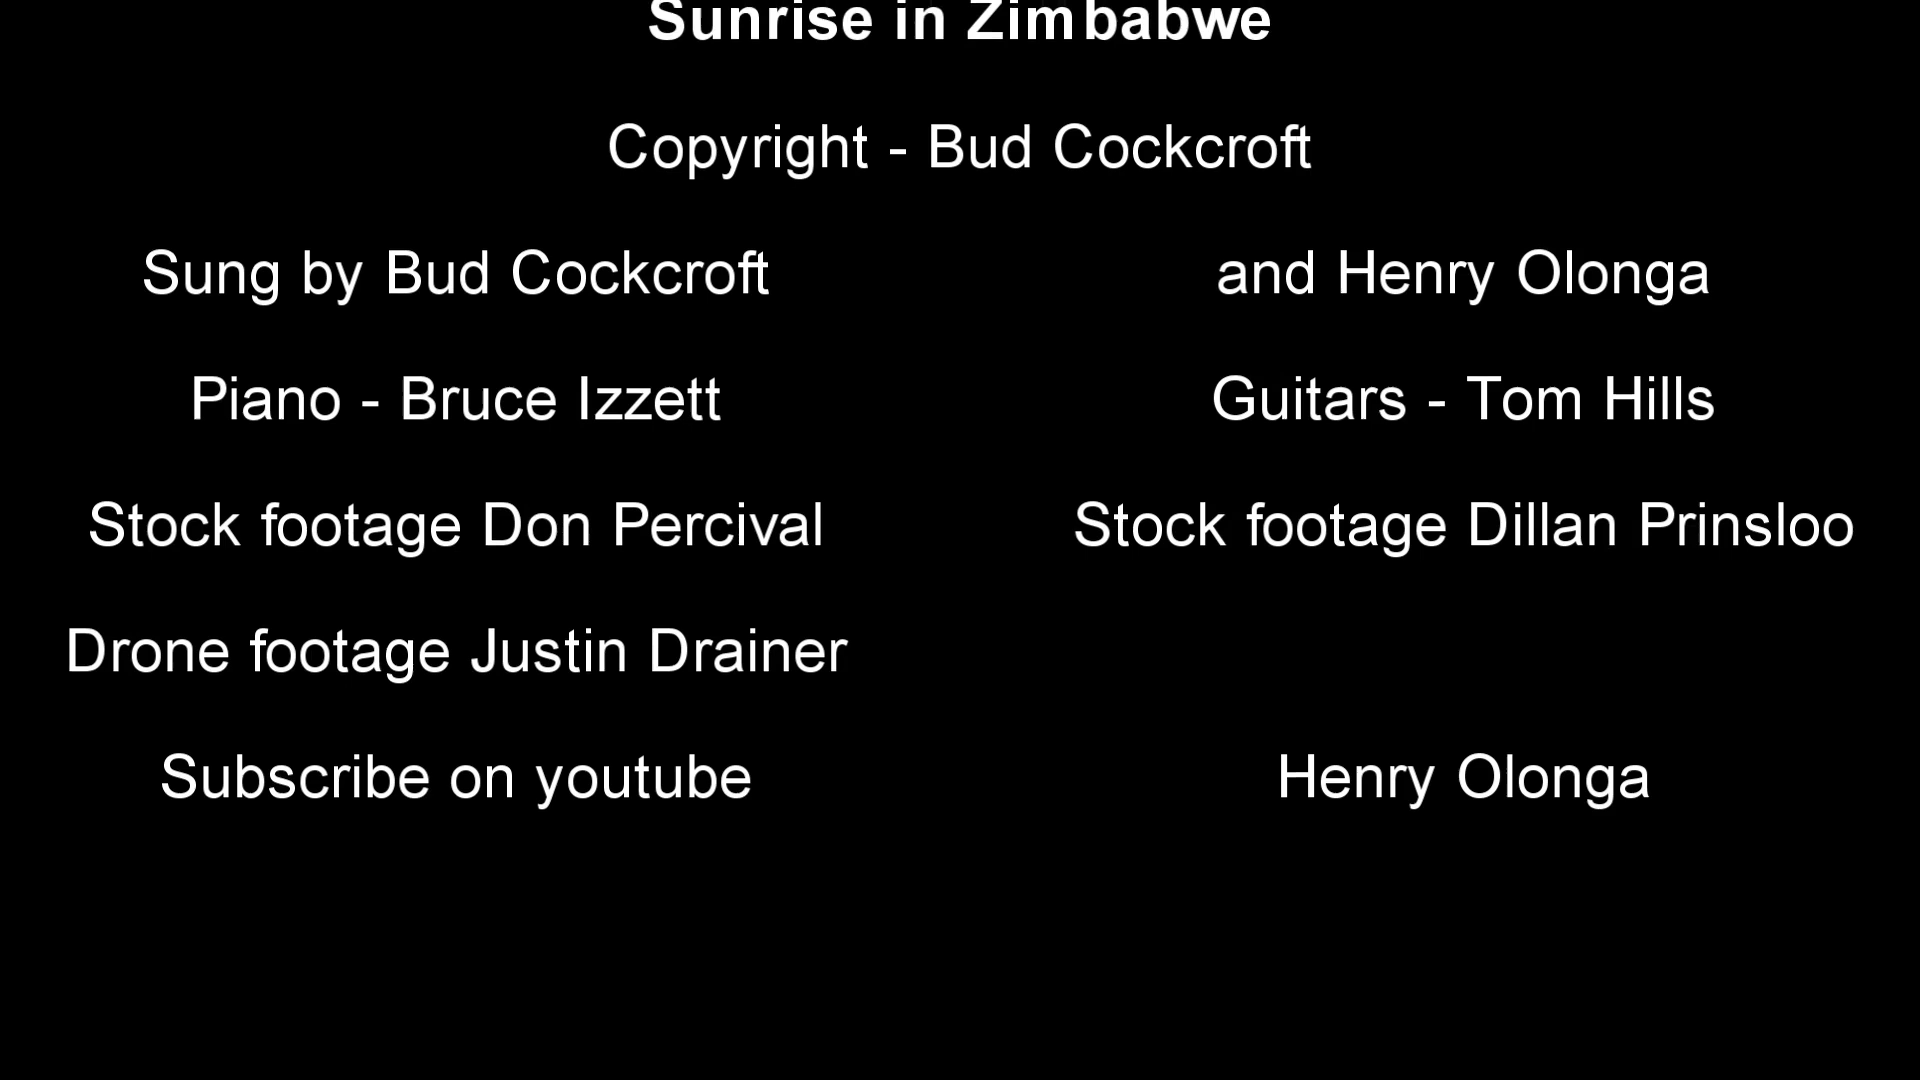 Sunrise in Zimbabwe
Copyright - Bud Cockcroft
Sung by Bud Cockcroft and Henry Olonga
Piano - Bruce Izzett Guitars - Tom Hills
Stock footage Don Percival Stock footage Dillan Prinsloo
Drone footage Justin Drainer
Subscribe on youtube Henry Olonga